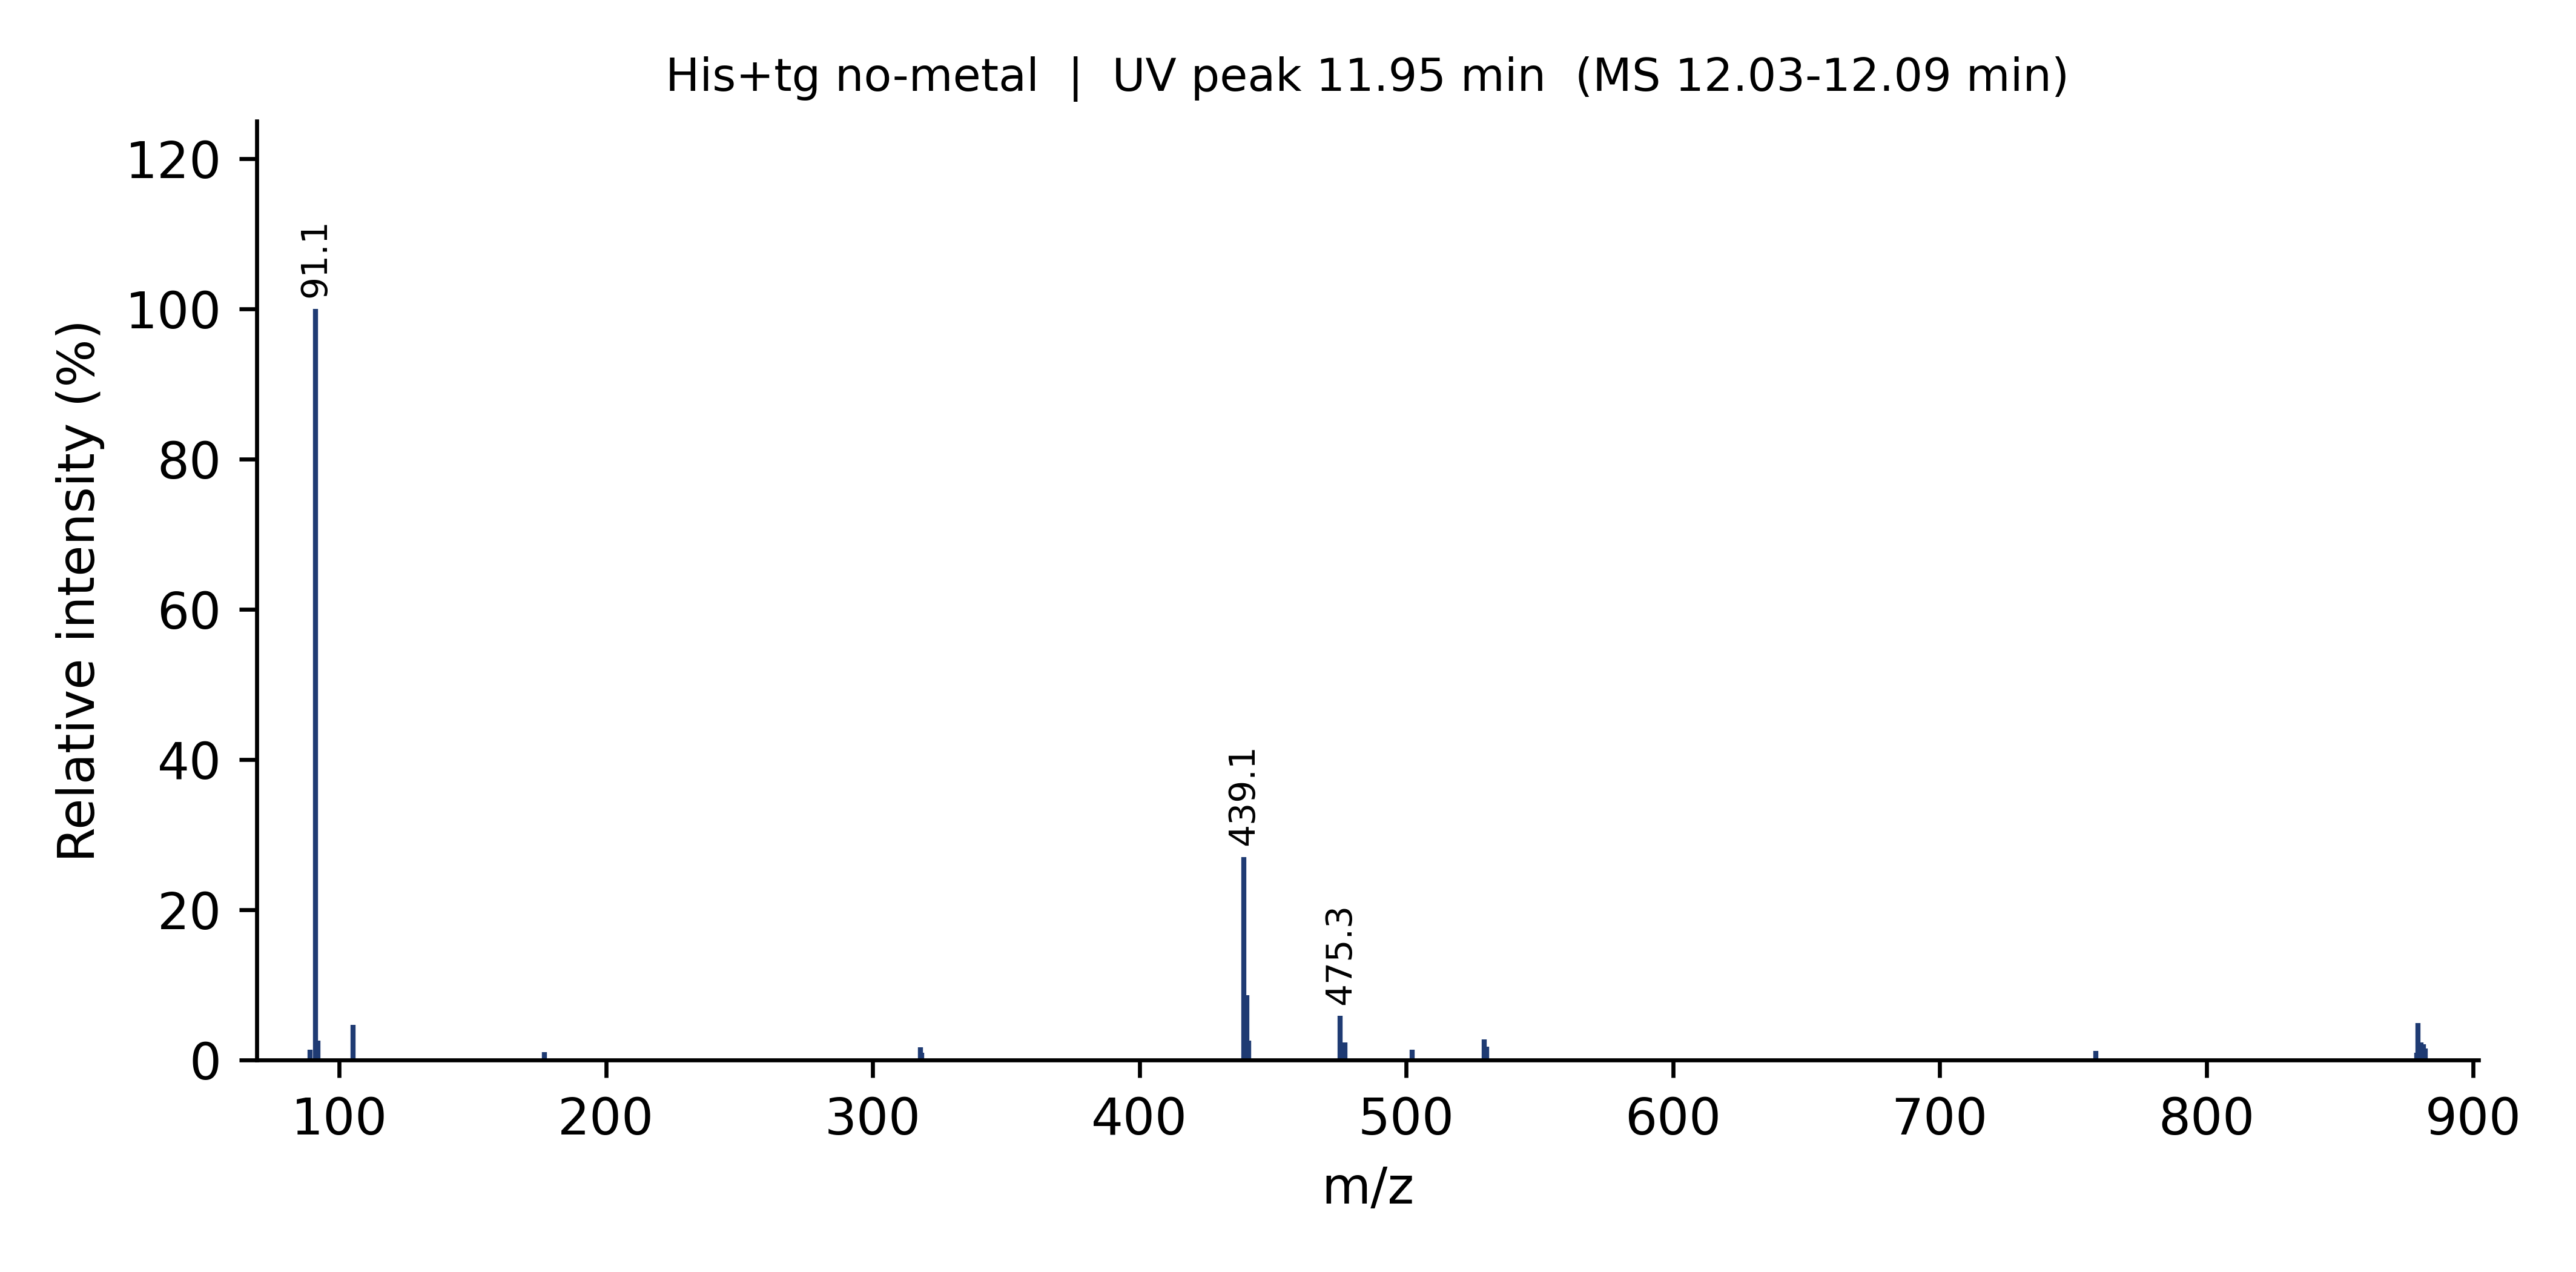 His+tg no-metal | UV peak 11.95 min (MS 12.03-12.09 min)
Relative intensity (%)
120
100
80
60
40
20
0
91.1
439.1
475.3
100 200 300 400 500 600 700 800 900
m/z